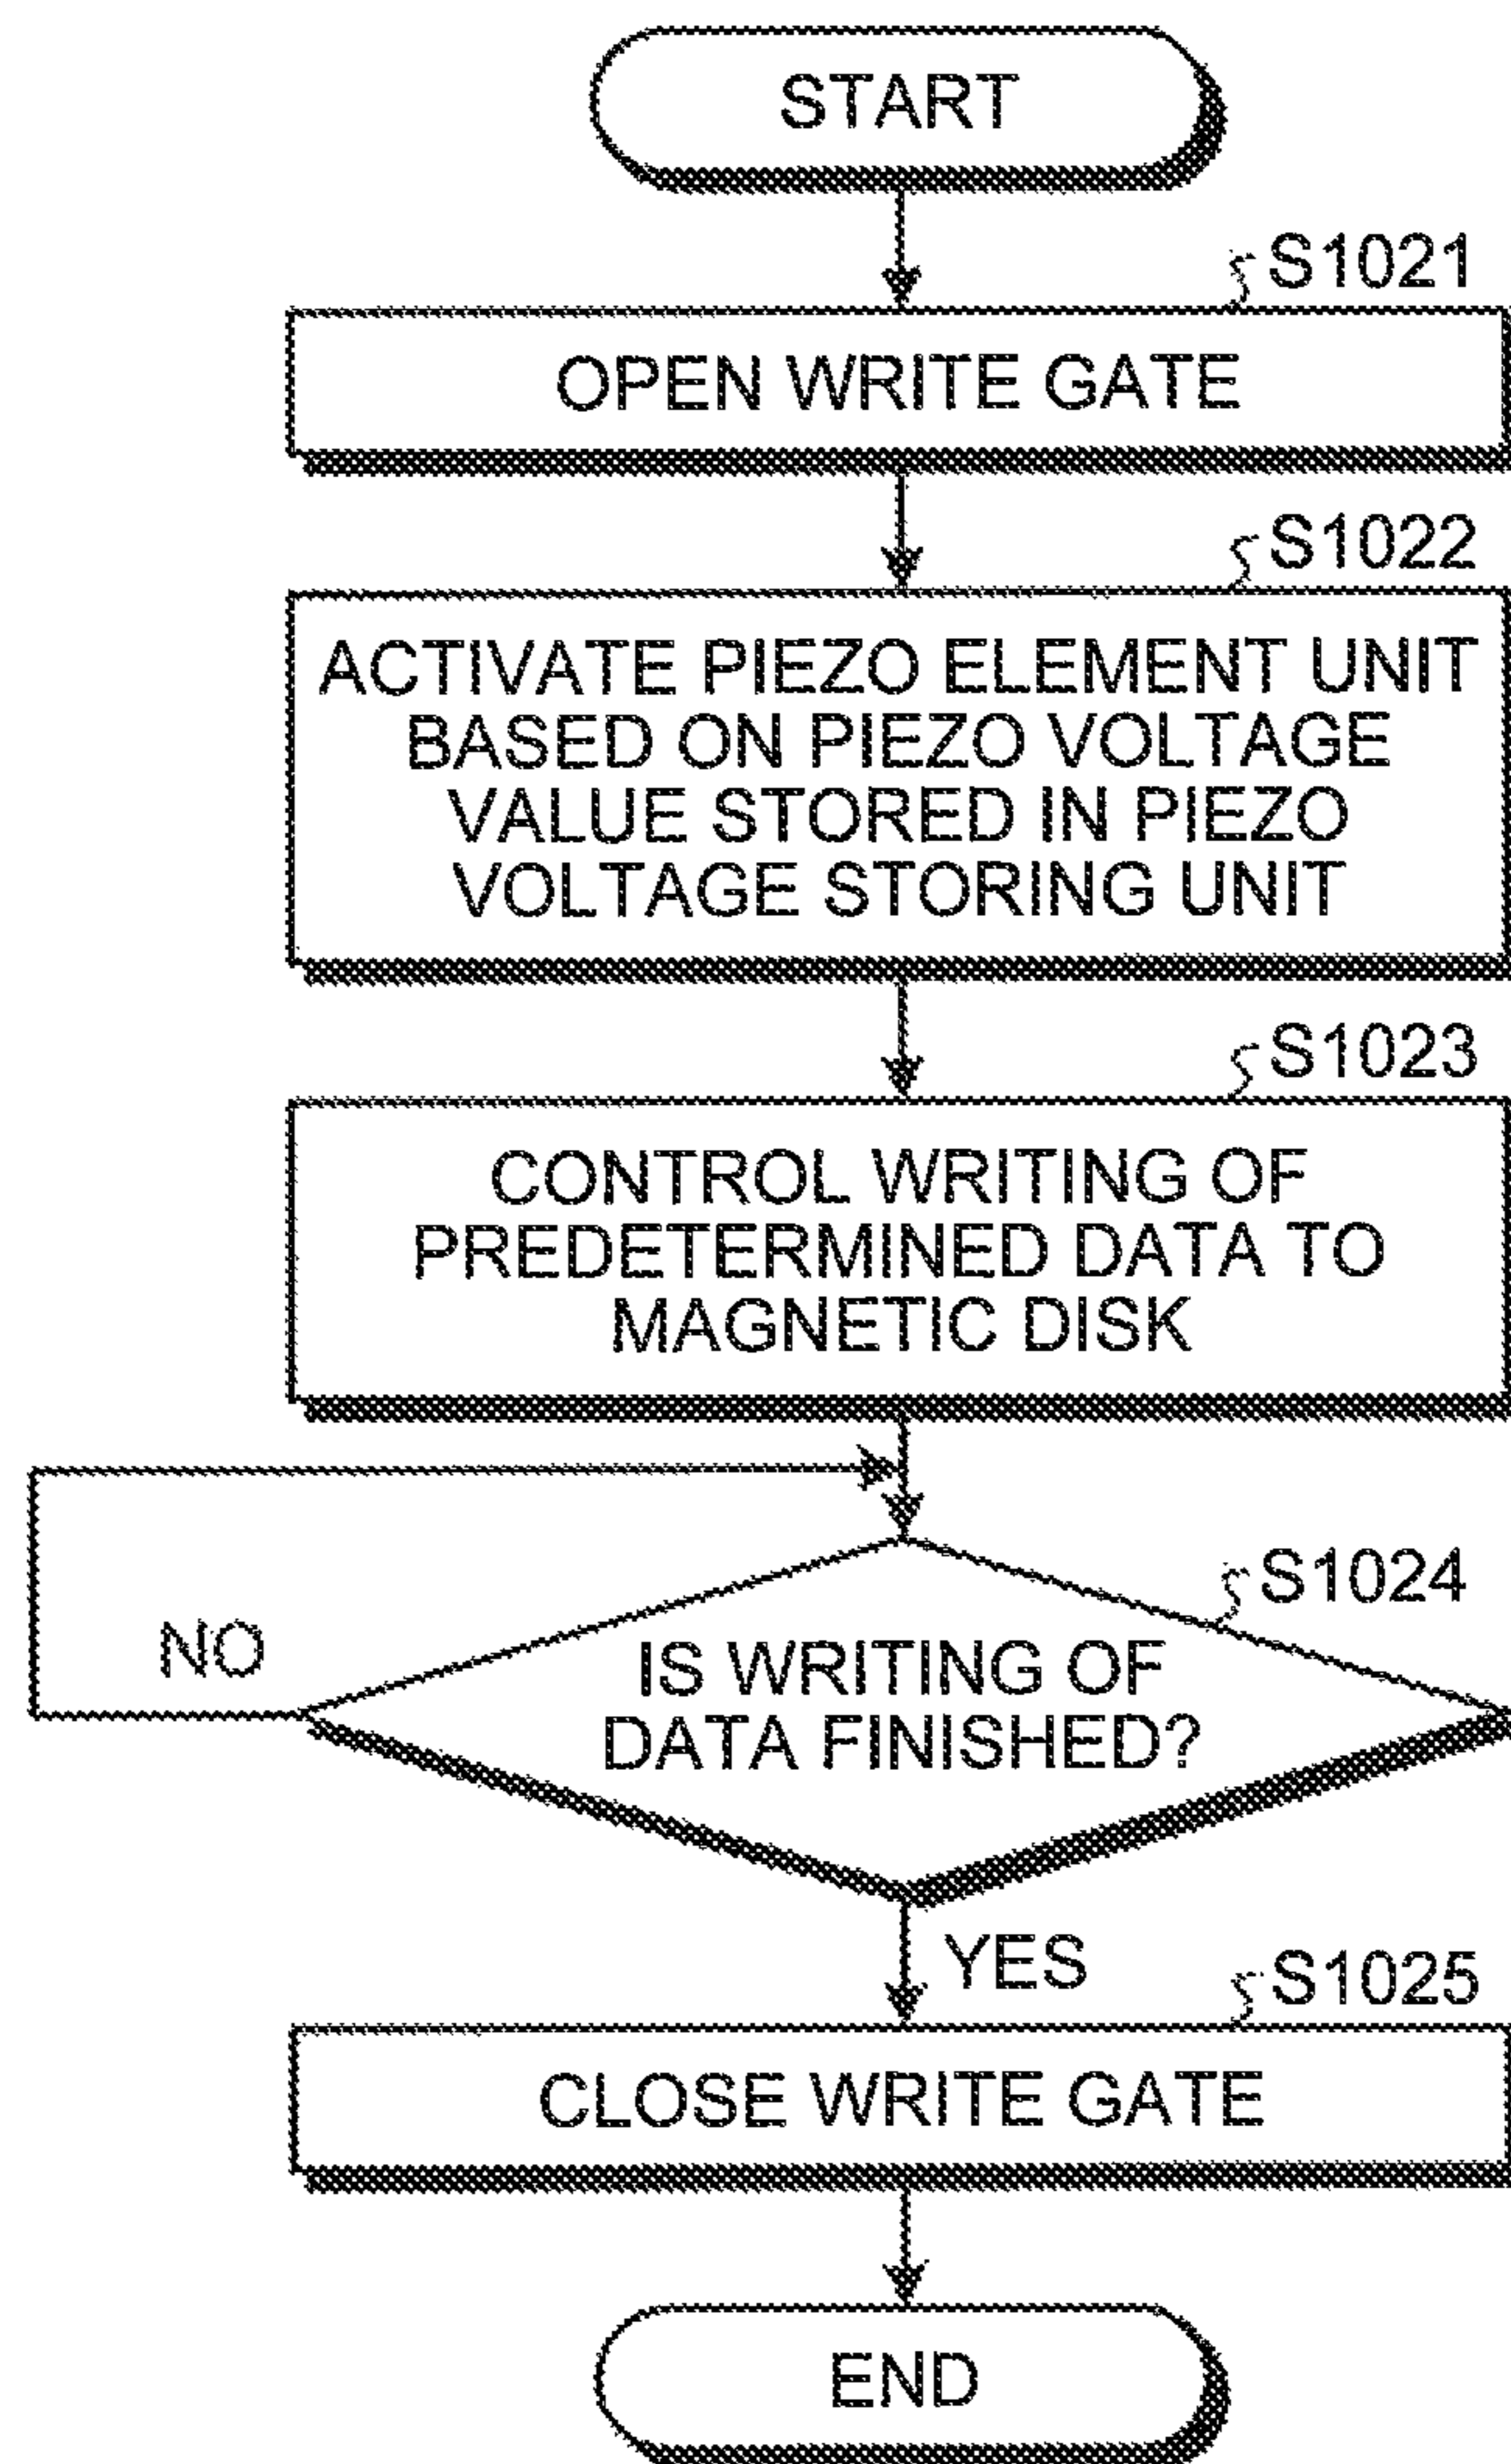 START
S1021
OPEN WRITE GATE
S1022
ACTIVATE PIEZO ELEMENT UNIT
BASED ON PIEZO VOLTAGE
VALUE STORED IN PIEZO
VOLTAGE STORING UNIT
S1023
CONTROL WRITING OF
PREDETERMINED DATA TO
MAGNETIC DISK
S1024
NO
IS WRITING OF
DATA FINISHED?
YES
S1025
CLOSE WRITE GATE
END